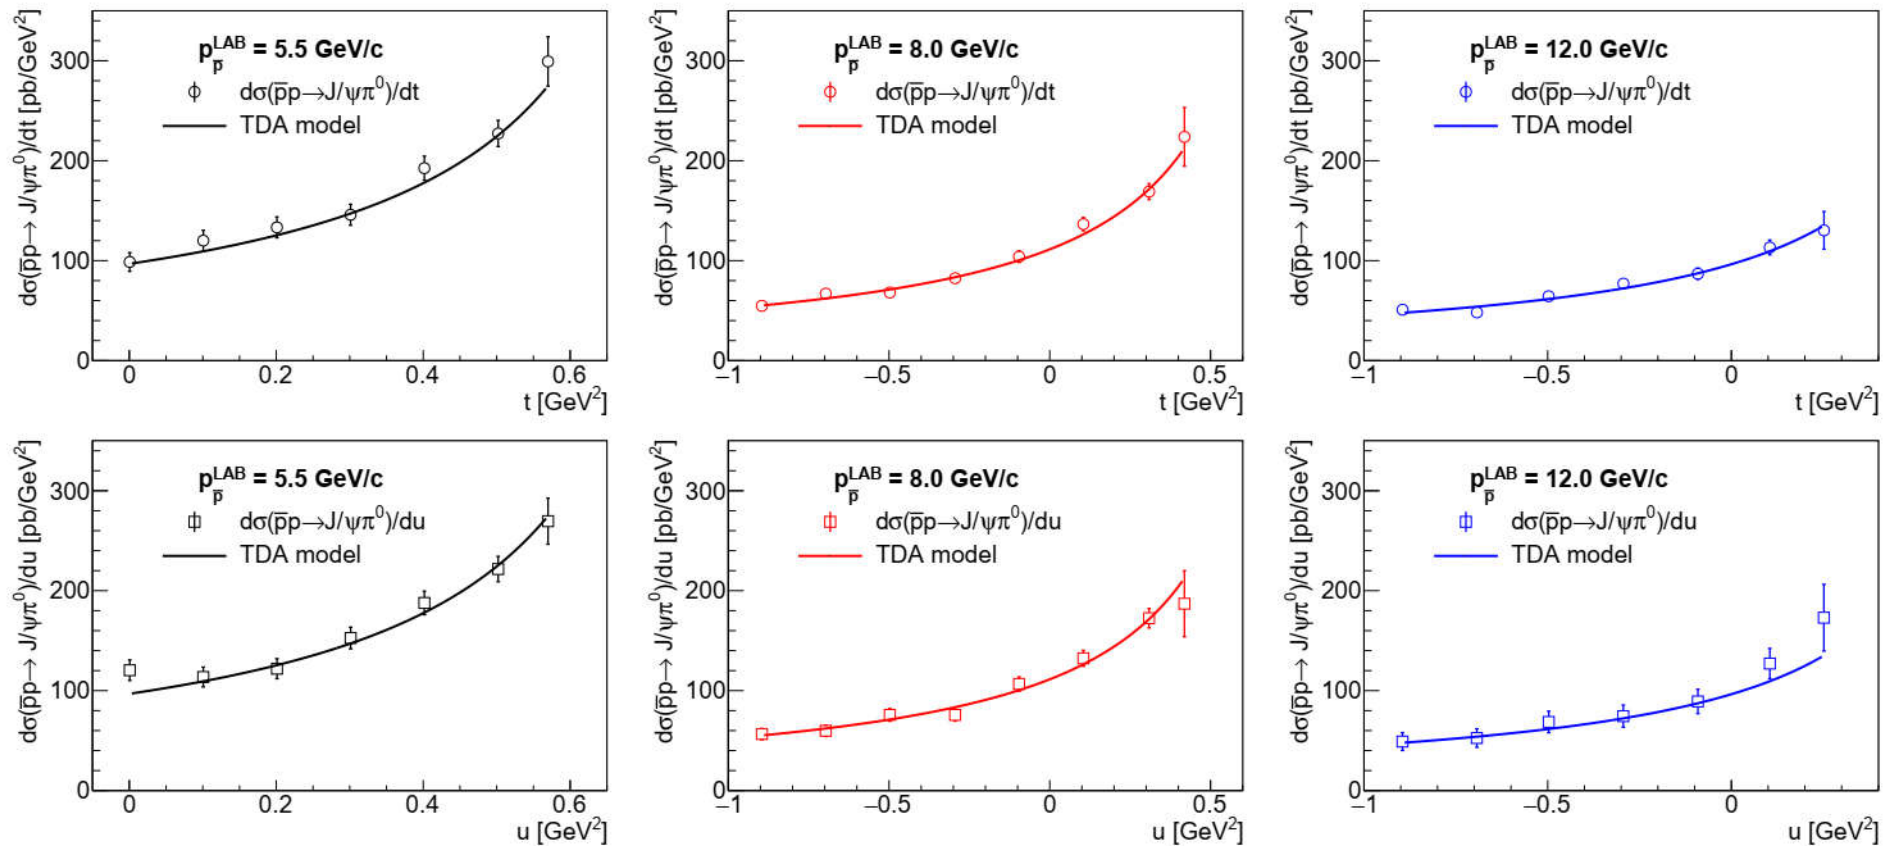 dσ(p̅p→ J/ψπ⁰)/dt [pb/GeV²]
300
200
100
0
p_p̅^LAB = 5.5 GeV/c
dσ(p̅p→J/ψπ⁰)/dt
TDA model
0 0.2 0.4 0.6
t [GeV²]
dσ(p̅p→ J/ψπ⁰)/dt [pb/GeV²]
300
200
100
0
p_p̅^LAB = 8.0 GeV/c
dσ(p̅p→J/ψπ⁰)/dt
TDA model
−1 −0.5 0 0.5
t [GeV²]
dσ(p̅p→ J/ψπ⁰)/dt [pb/GeV²]
300
200
100
0
p_p̅^LAB = 12.0 GeV/c
dσ(p̅p→J/ψπ⁰)/dt
TDA model
−1 −0.5 0
t [GeV²]
dσ(p̅p→ J/ψπ⁰)/du [pb/GeV²]
300
200
100
0
p_p̅^LAB = 5.5 GeV/c
dσ(p̅p→J/ψπ⁰)/du
TDA model
0 0.2 0.4 0.6
u [GeV²]
dσ(p̅p→ J/ψπ⁰)/du [pb/GeV²]
300
200
100
0
p_p̅^LAB = 8.0 GeV/c
dσ(p̅p→J/ψπ⁰)/du
TDA model
−1 −0.5 0 0.5
u [GeV²]
dσ(p̅p→ J/ψπ⁰)/du [pb/GeV²]
300
200
100
0
p_p̅^LAB = 12.0 GeV/c
dσ(p̅p→J/ψπ⁰)/du
TDA model
−1 −0.5 0
u [GeV²]